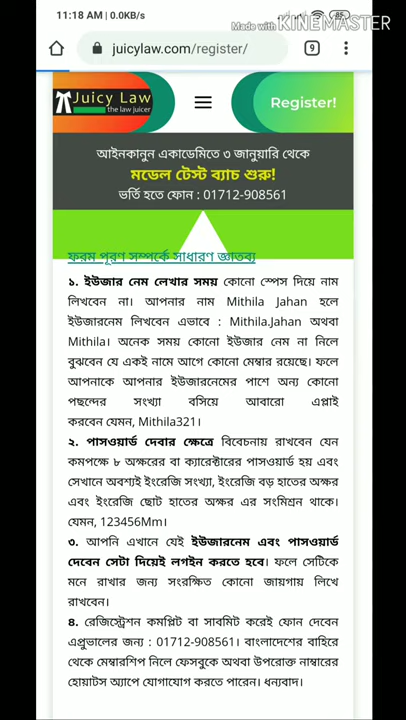 11:18 AM | 0.0KB/s
85
Made with KINEMASTER
juicylaw.com/register/
9
Juicy Law
the law juicer
Register!
আইনকানুন একাডেমিতে ৩ জানুয়ারি থেকে
মডেল টেস্ট ব্যাচ শুরু!
ভর্তি হতে ফোন : 01712-908561
ফরম পূরণ সম্পর্কে সাধারণ জ্ঞাতব্য
১. ইউজার নেম লেখার সময় কোনো স্পেস দিয়ে নাম
লিখবেন না। আপনার নাম Mithila Jahan হলে
ইউজারনেম লিখবেন এভাবে : Mithila.Jahan অথবা
Mithila। অনেক সময় কোনো ইউজার নেম না নিলে
বুঝবেন যে একই নামে আগে কোনো মেম্বার রয়েছে। ফলে
আপনাকে আপনার ইউজারনেমের পাশে অন্য কোনো
পছন্দের সংখ্যা বসিয়ে আবারো এপ্লাই
করবেন যেমন, Mithila321।
২. পাসওয়ার্ড দেবার ক্ষেত্রে বিবেচনায় রাখবেন যেন
কমপক্ষে ৮ অক্ষরের বা ক্যারেক্টারের পাসওয়ার্ড হয় এবং
সেখানে অবশ্যই ইংরেজি সংখ্যা, ইংরেজি বড় হাতের অক্ষর
এবং ইংরেজি ছোট হাতের অক্ষর এর সংমিশ্রন থাকে।
যেমন, 123456Mm।
৩. আপনি এখানে যেই ইউজারনেম এবং পাসওয়ার্ড
দেবেন সেটা দিয়েই লগইন করতে হবে। ফলে সেটিকে
মনে রাখার জন্য সংরক্ষিত কোনো জায়গায় লিখে
রাখবেন।
৪. রেজিস্ট্রেশন কমপ্লিট বা সাবমিট করেই ফোন দেবেন
এপ্রুভালের জন্য : 01712-908561। বাংলাদেশের বাহিরে
থেকে মেম্বারশিপ নিলে ফেসবুকে অথবা উপরোক্ত নাম্বারের
হোয়াটস অ্যাপে যোগাযোগ করতে পারেন। ধন্যবাদ।